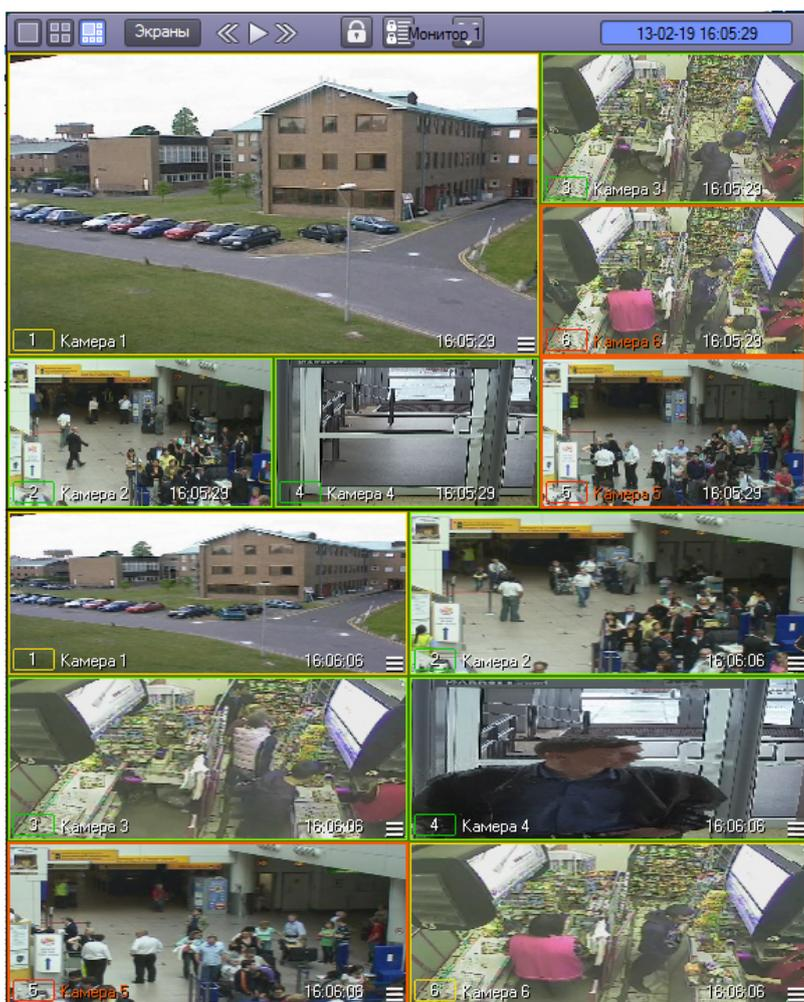 Экраны Монитор 1 13-02-19 16:05:29
1 Камера 1 16:05:29
3 Камера 3 16:05:29
6 Камера 6 16:05:29
2 Камера 2 16:05:29
4 Камера 4 16:05:29
5 Камера 5 16:05:29
1 Камера 1 16:06:06
2 Камера 2 16:06:06
3 Камера 3 16:06:06
4 Камера 4 16:06:06
5 Камера 5 16:06:06
6 Камера 6 16:06:06